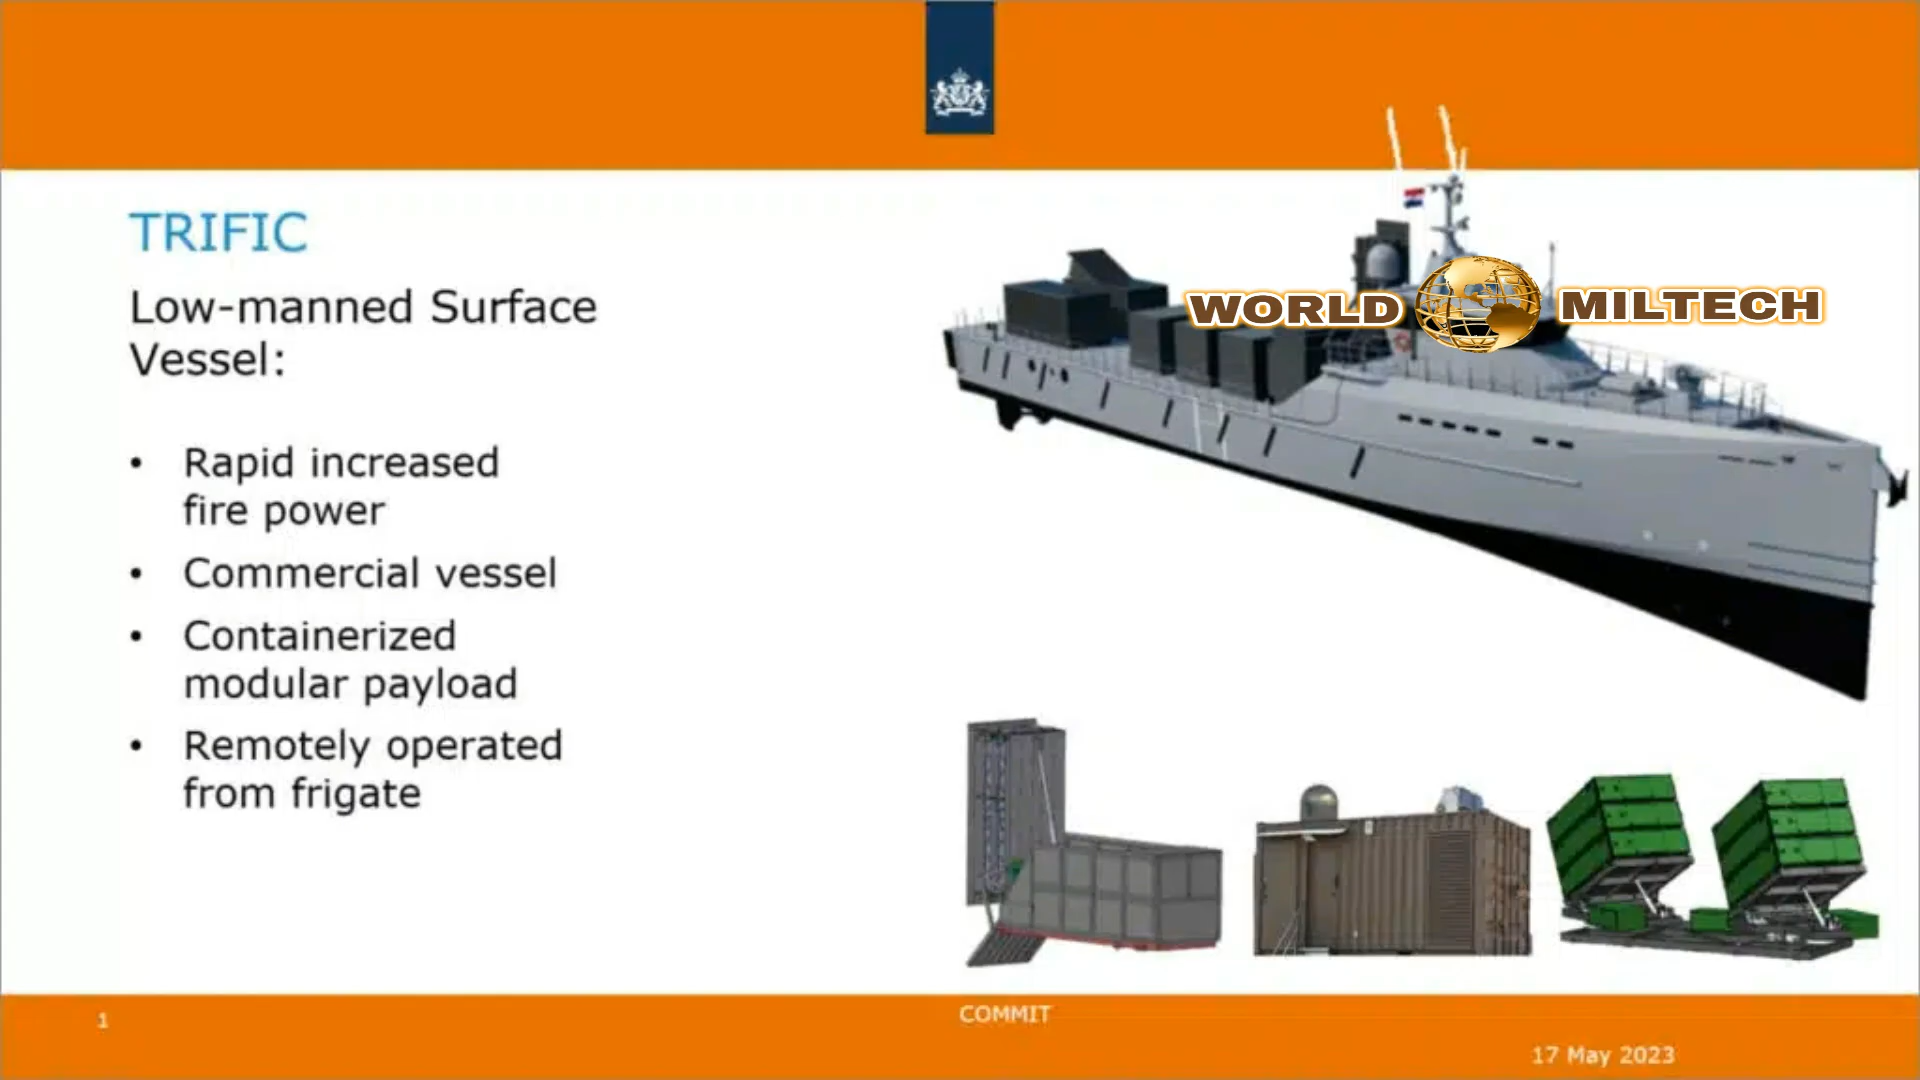 TRIFIC
Low-manned Surface
Vessel:
• Rapid increased
fire power
• Commercial vessel
• Containerized
modular payload
• Remotely operated
from frigate
WORLD MILTECH
1
COMMIT
17 May 2023